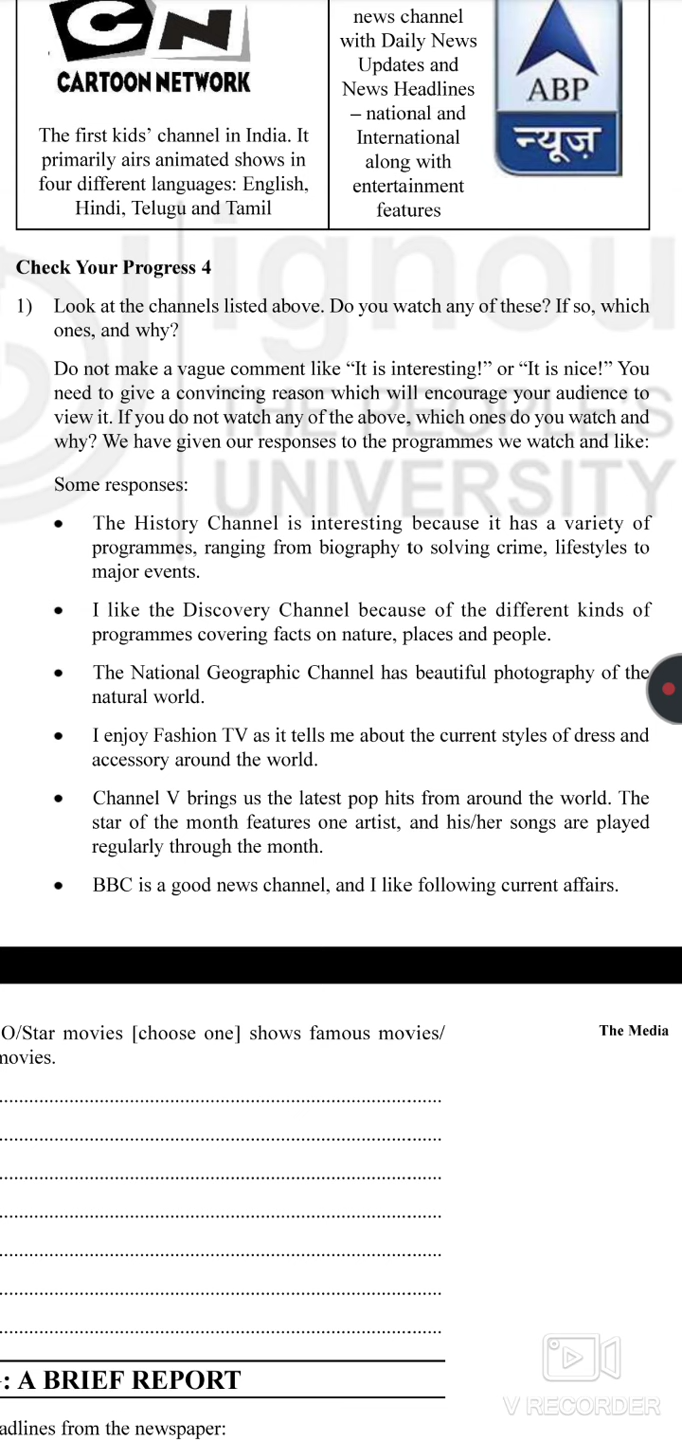 CN
CARTOON NETWORK
The first kids' channel in India. It
primarily airs animated shows in
four different languages: English,
Hindi, Telugu and Tamil
news channel
with Daily News
Updates and
News Headlines
– national and
International
along with
entertainment
features
ABP
न्यूज़
ignou
THE PEOPLE'S
UNIVERSITY
Check Your Progress 4
1) Look at the channels listed above. Do you watch any of these? If so, which
ones, and why?
Do not make a vague comment like “It is interesting!” or “It is nice!” You
need to give a convincing reason which will encourage your audience to
view it. If you do not watch any of the above, which ones do you watch and
why? We have given our responses to the programmes we watch and like:
Some responses:
• The History Channel is interesting because it has a variety of
programmes, ranging from biography to solving crime, lifestyles to
major events.
• I like the Discovery Channel because of the different kinds of
programmes covering facts on nature, places and people.
• The National Geographic Channel has beautiful photography of the
natural world.
• I enjoy Fashion TV as it tells me about the current styles of dress and
accessory around the world.
• Channel V brings us the latest pop hits from around the world. The
star of the month features one artist, and his/her songs are played
regularly through the month.
• BBC is a good news channel, and I like following current affairs.
O/Star movies [choose one] shows famous movies/
movies.
The Media
: A BRIEF REPORT
adlines from the newspaper:
V RECORDER